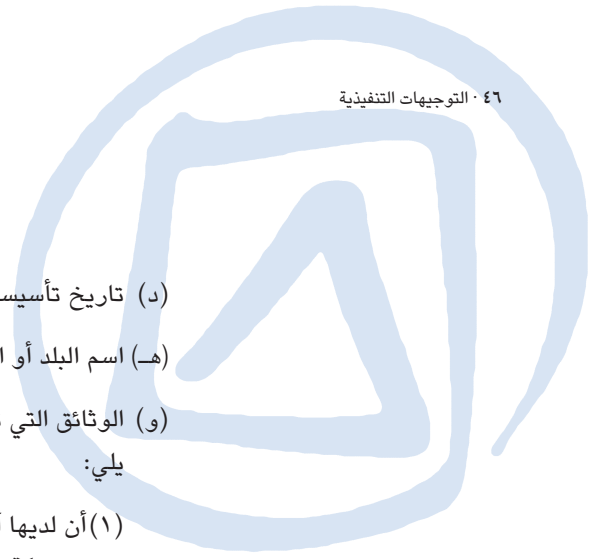 ٤٦ · التوجيهات التنفيذية
(د) تاريخ تأسيس
(هـ) اسم البلد أو
(و) الوثائق التي
يلي:
(١) أن لديها